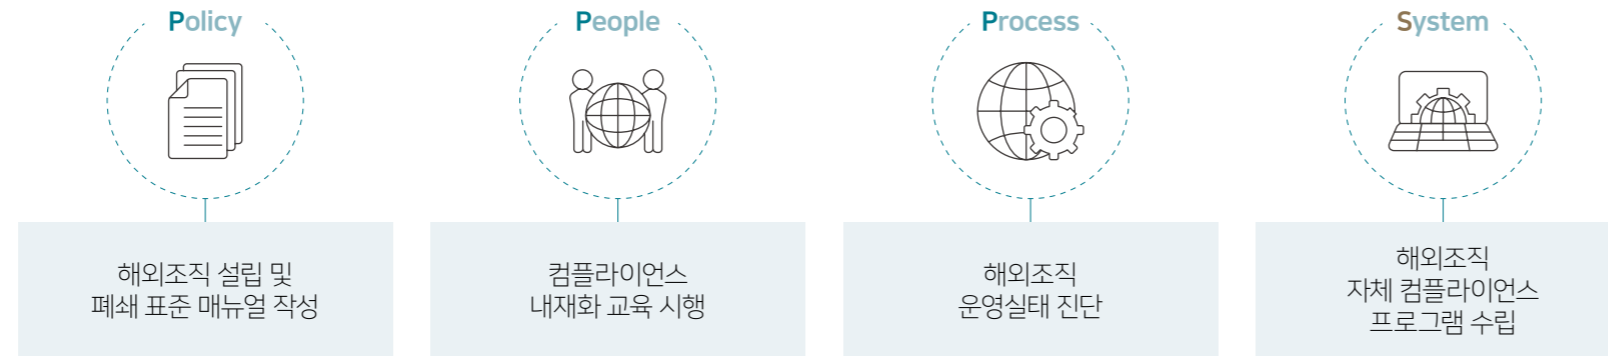 Policy
해외조직 설립 및
폐쇄 표준 매뉴얼 작성
People
컴플라이언스
내재화 교육 시행
Process
해외조직
운영실태 진단
System
해외조직
자체 컴플라이언스
프로그램 수립